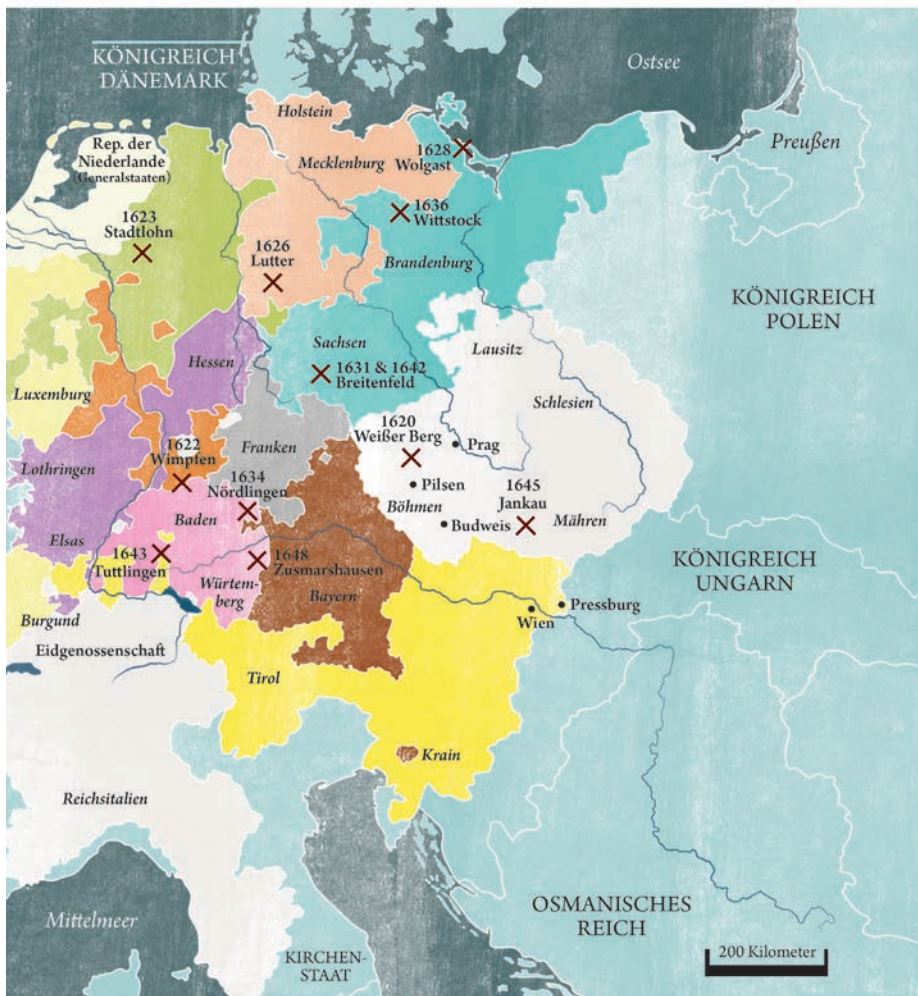 KÖNIGREICH
DÄNEMARK
Ostsee
Holstein
Rep. der
Niederlande
(Generalstaaten)
Mecklenburg
1628
Wolgast
Preußen
1623
Stadtlohn
1636
Wittstock
1626
Lutter
Brandenburg
KÖNIGREICH
POLEN
Sachsen
Lausitz
Hessen
1631 & 1642
Breitenfeld
Luxemburg
Schlesien
1620
Weißer Berg
Prag
1622
Wimpfen
Franken
Lothringen
1634
Nördlingen
Pilsen
1645
Jankau
Böhmen
Baden
Budweis
Mähren
Elsas
1643
Tuttlingen
1648
Zusmarshausen
KÖNIGREICH
UNGARN
Würtem-
berg
Bayern
Burgund
Pressburg
Wien
Eidgenossenschaft
Tirol
Krain
Reichsitalien
OSMANISCHES
REICH
Mittelmeer
200 Kilometer
KIRCHEN-
STAAT